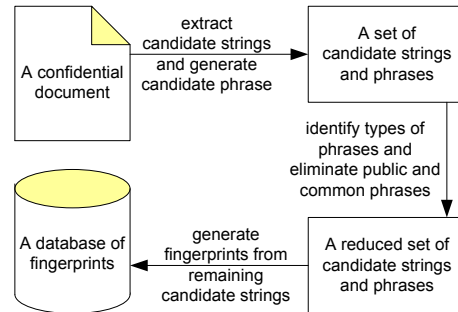 A confidential
document
extract
candidate strings
and generate
candidate phrase
A set of
candidate strings
and phrases
identify types of
phrases and
eliminate public and
common phrases
A reduced set of
candidate strings
and phrases
generate
fingerprints from
remaining
candidate strings
A database of
fingerprints